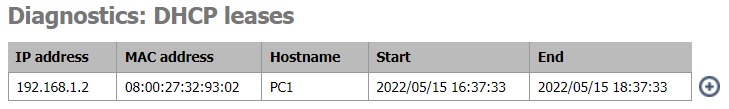 Diagnostics: DHCP leases
IP address MAC address Hostname Start End
192.168.1.2 08:00:27:32:93:02 PC1 2022/05/15 16:37:33 2022/05/15 18:37:33